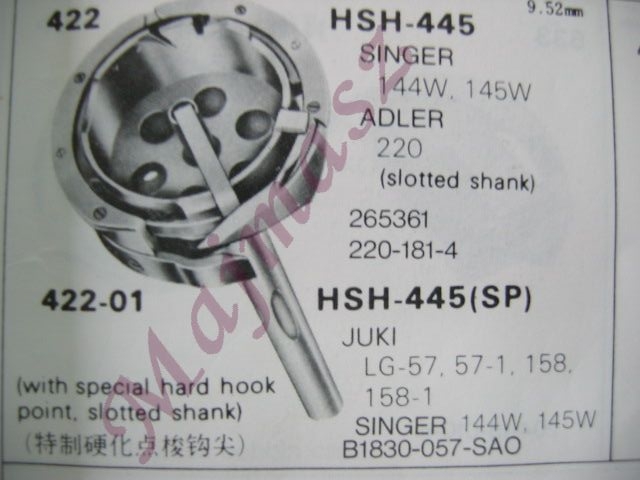 422
HSH-445
9.52mm
SINGER
144W, 145W
ADLER
220
(slotted shank)
265361
220-181-4
422-01
HSH-445(SP)
JUKI
LG-57, 57-1, 158,
158-1
(with special hard hook
point, slotted shank)
(特制硬化点梭钩尖)
SINGER 144W, 145W
B1830-057-SAO
Majmasz